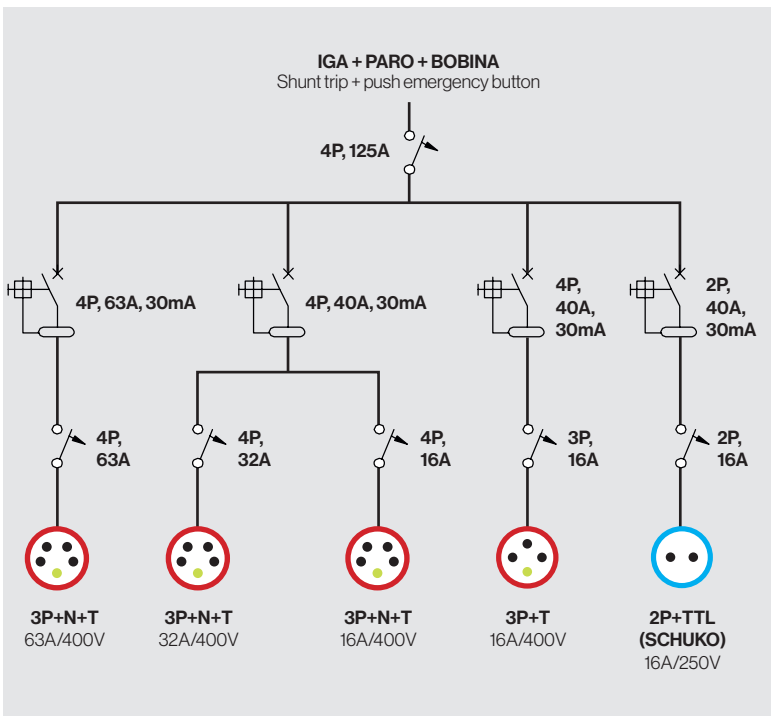 IGA + PARO + BOBINA
Shunt trip + push emergency button
4P, 125A
4P, 63A, 30mA
4P, 40A, 30mA
4P,
40A,
30mA
2P,
40A,
30mA
4P,
63A
4P,
32A
4P,
16A
3P,
16A
2P,
16A
3P+N+T
63A/400V
3P+N+T
32A/400V
3P+N+T
16A/400V
3P+T
16A/400V
2P+TTL
(SCHUKO)
16A/250V